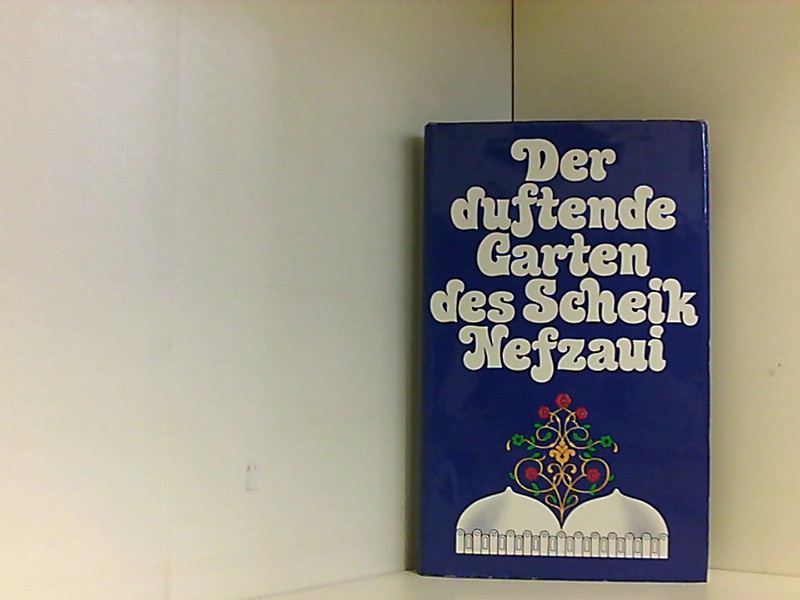 Der
duftende
Garten
des Scheik
Nefzaui